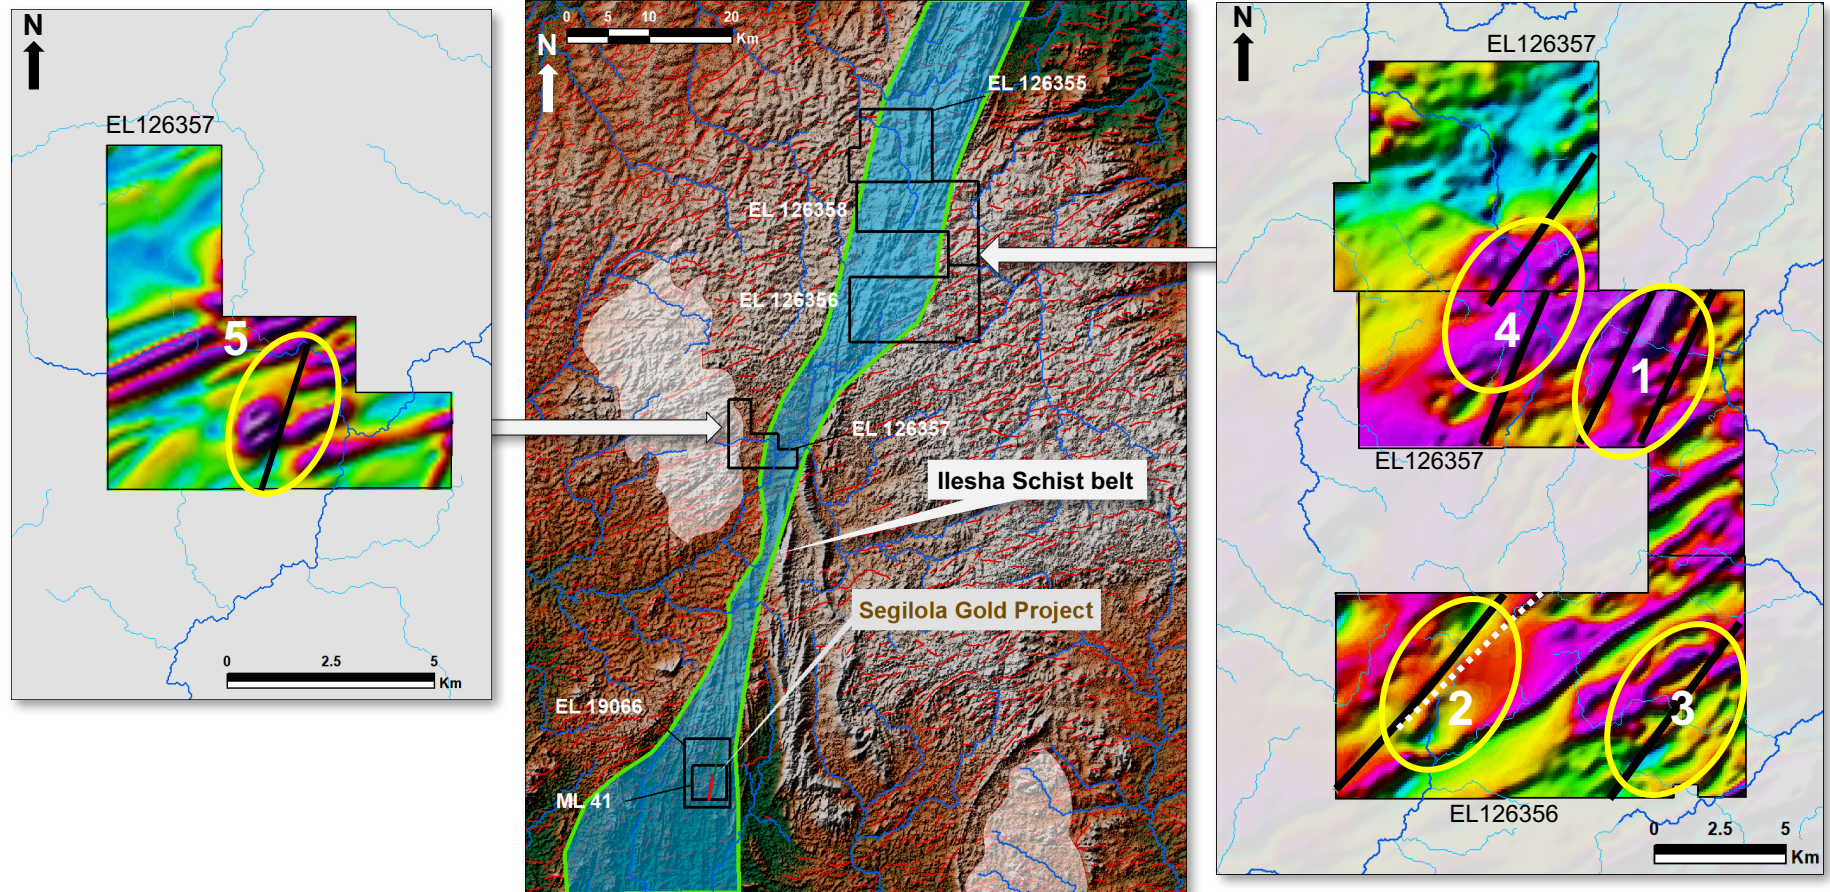 N
EL126357
5
0 2.5 5
Km
0 5 10 20
Km
N
EL 126355
EL 126358
EL 126356
EL 126357
Ilesha Schist belt
Segilola Gold Project
EL 19066
ML 41
N
EL126357
4
1
EL126357
2
3
EL126356
0 2.5 5
Km